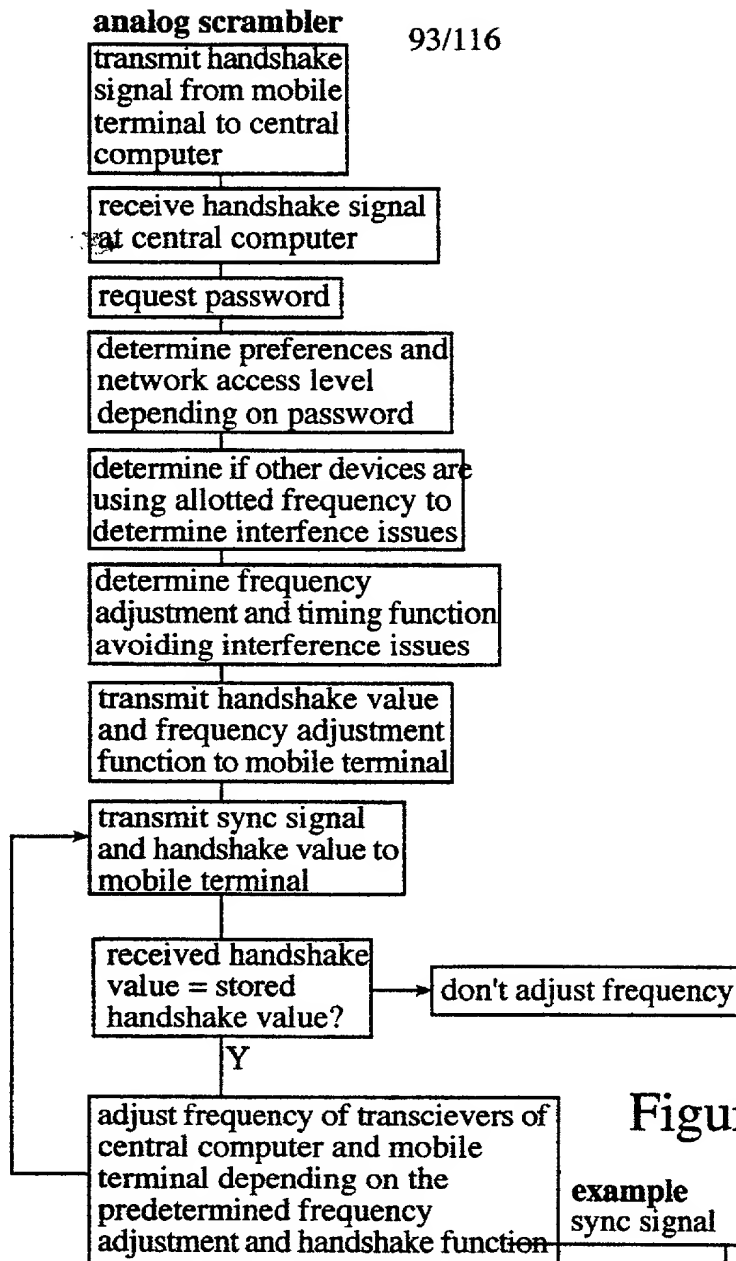 analog scrambler
93/116
transmit handshake
signal from mobile
terminal to central
computer
receive handshake signal
at central computer
request password
determine preferences and
network access level
depending on password
determine if other devices are
using allotted frequency to
determine interfence issues
determine frequency
adjustment and timing function
avoiding interference issues
transmit handshake value
and frequency adjustment
function to mobile terminal
transmit sync signal
and handshake value to
mobile terminal
received handshake
value = stored
handshake value?
don't adjust frequency
Y
adjust frequency of transcievers of
central computer and mobile
terminal depending on the
predetermined frequency
adjustment and handshake function
Figu
example
sync signal